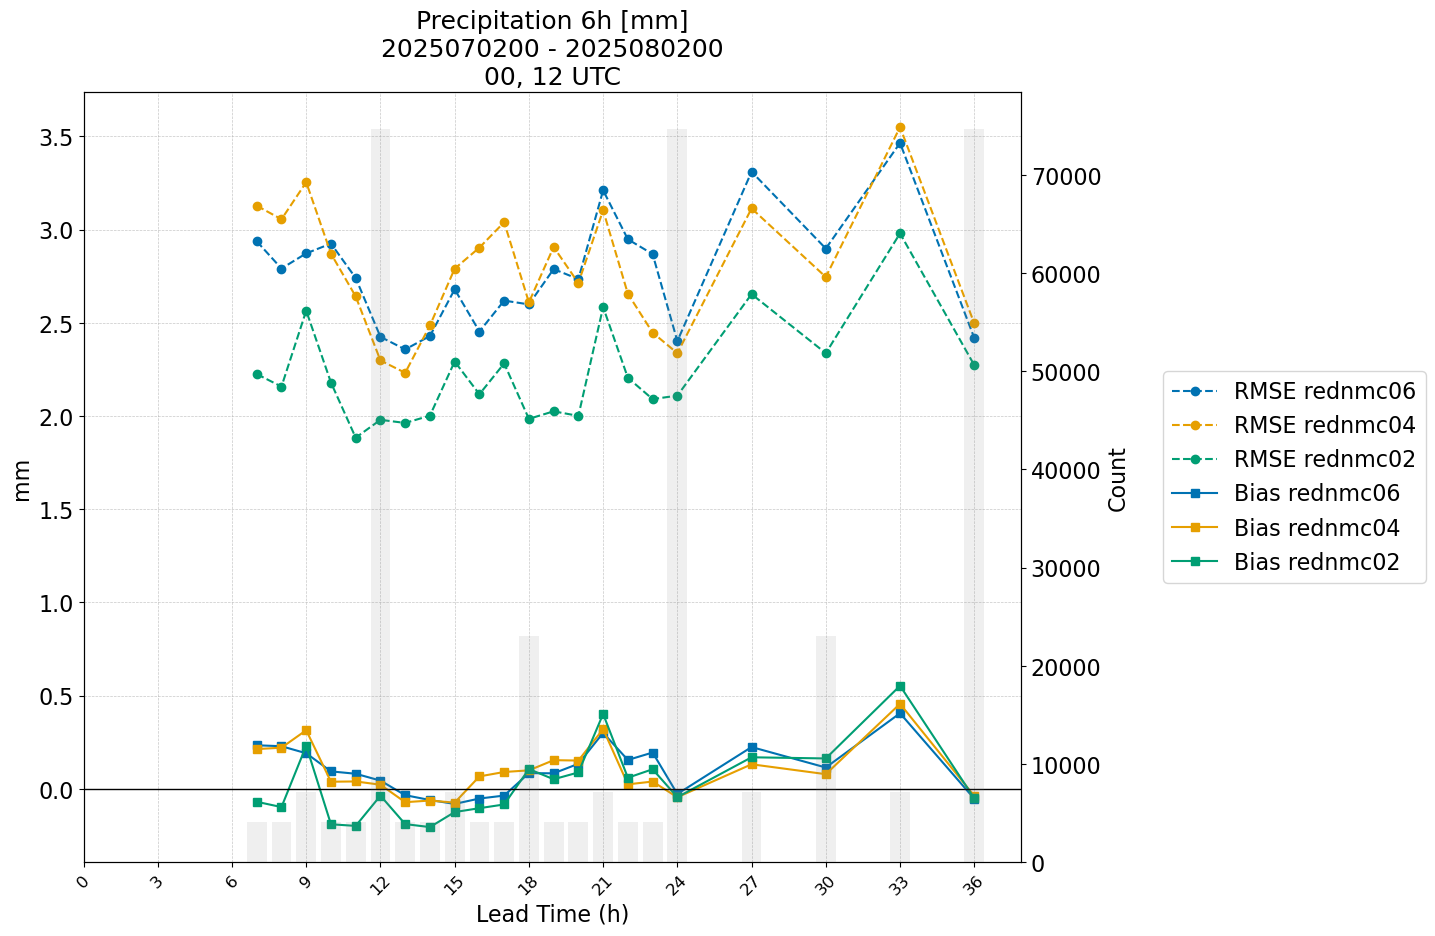 Precipitation 6h [mm]
2025070200 - 2025080200
00, 12 UTC
3.5
3.0
2.5
2.0
1.5
1.0
0.5
0.0
mm
70000
60000
50000
40000
30000
20000
10000
0
Count
0
3
6
9
12
15
18
21
24
27
30
33
36
Lead Time (h)
RMSE rednmc06
RMSE rednmc04
RMSE rednmc02
Bias rednmc06
Bias rednmc04
Bias rednmc02